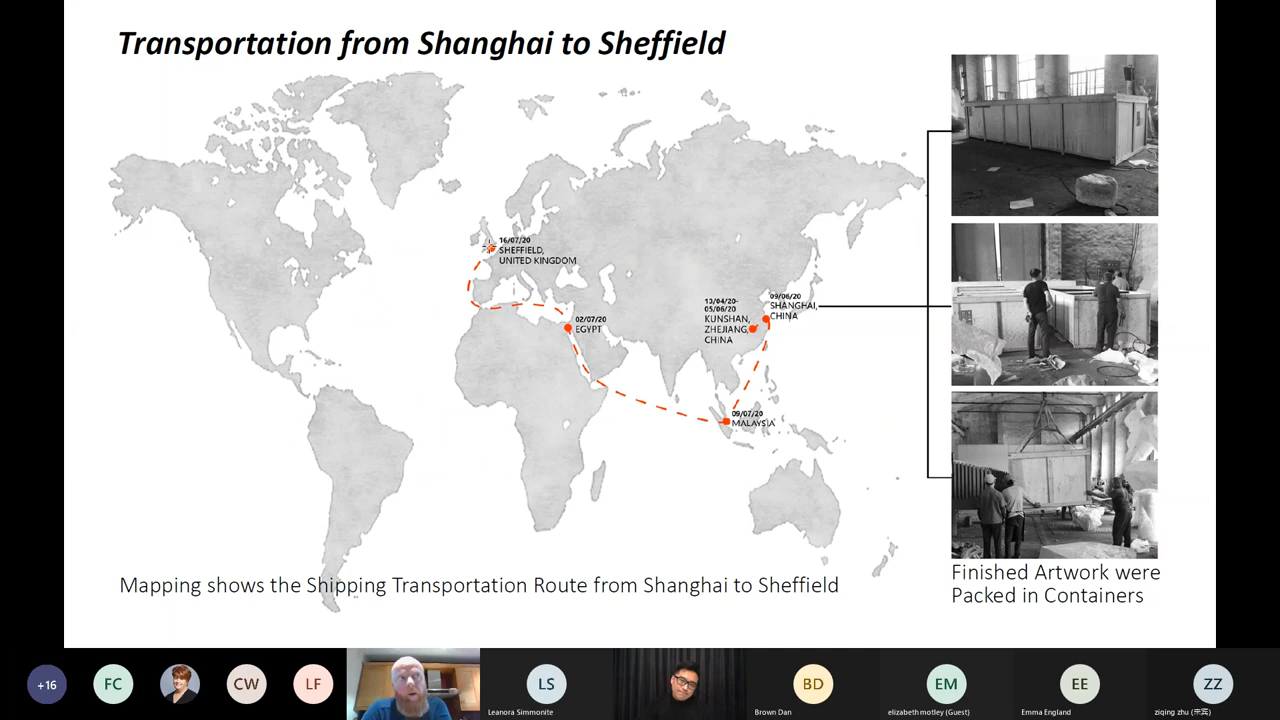 Transportation from Shanghai to Sheffield
16/07/20
SHEFFIELD,
UNITED KINGDOM
02/07/20
EGYPT
13/04/20-
05/06/20
KUNSHAN,
ZHEJIANG,
CHINA
09/06/20
SHANGHAI,
CHINA
09/07/20
MALAYSIA
Mapping shows the Shipping Transportation Route from Shanghai to Sheffield
Finished Artwork were
Packed in Containers
+16
FC
CW
LF
LS
Leanora Simmonite
BD
Brown Dan
EM
elizabeth motley (Guest)
EE
Emma England
ZZ
ziqing zhu (朱宾)